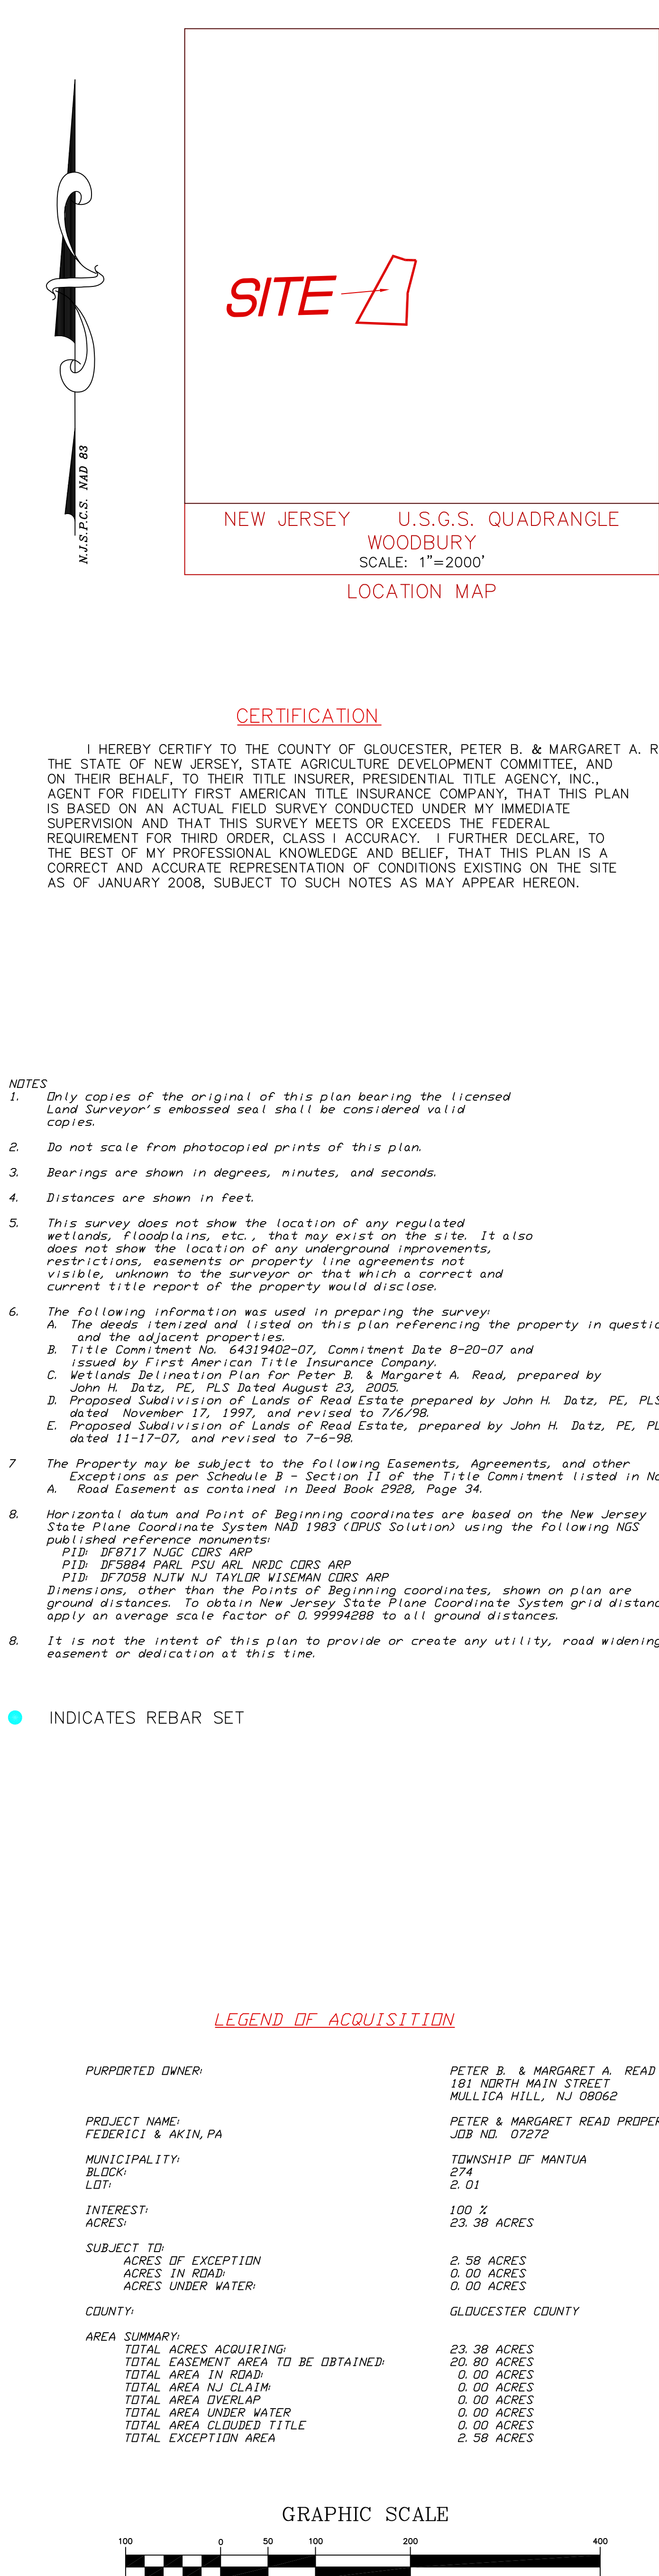 SITE
N.J.S.P.C.S. NAD 83
NEW JERSEY U.S.G.S. QUADRANGLE
WOODBURY
SCALE: 1"=2000'
LOCATION MAP
CERTIFICATION
I HEREBY CERTIFY TO THE COUNTY OF GLOUCESTER, PETER B. & MARGARET A. R
THE STATE OF NEW JERSEY, STATE AGRICULTURE DEVELOPMENT COMMITTEE, AND
ON THEIR BEHALF, TO THEIR TITLE INSURER, PRESIDENTIAL TITLE AGENCY, INC.,
AGENT FOR FIDELITY FIRST AMERICAN TITLE INSURANCE COMPANY, THAT THIS PLAN
IS BASED ON AN ACTUAL FIELD SURVEY CONDUCTED UNDER MY IMMEDIATE
SUPERVISION AND THAT THIS SURVEY MEETS OR EXCEEDS THE FEDERAL
REQUIREMENT FOR THIRD ORDER, CLASS I ACCURACY. I FURTHER DECLARE, TO
THE BEST OF MY PROFESSIONAL KNOWLEDGE AND BELIEF, THAT THIS PLAN IS A
CORRECT AND ACCURATE REPRESENTATION OF CONDITIONS EXISTING ON THE SITE
AS OF JANUARY 2008, SUBJECT TO SUCH NOTES AS MAY APPEAR HEREON.
NOTES
1. Only copies of the original of this plan bearing the licensed
Land Surveyor's embossed seal shall be considered valid
copies.
2. Do not scale from photocopied prints of this plan.
3. Bearings are shown in degrees, minutes, and seconds.
4. Distances are shown in feet.
5. This survey does not show the location of any regulated
wetlands, floodplains, etc., that may exist on the site. It also
does not show the location of any underground improvements,
restrictions, easements or property line agreements not
visible, unknown to the surveyor or that which a correct and
current title report of the property would disclose.
6. The following information was used in preparing the survey:
A. The deeds itemized and listed on this plan referencing the property in questio
and the adjacent properties.
B. Title Commitment No. 64319402-07, Commitment Date 8-20-07 and
issued by First American Title Insurance Company.
C. Wetlands Delineation Plan for Peter B. & Margaret A. Read, prepared by
John H. Datz, PE, PLS Dated August 23, 2005.
D. Proposed Subdivision of Lands of Read Estate prepared by John H. Datz, PE, PLS
dated November 17, 1997, and revised to 7/6/98.
E. Proposed Subdivision of Lands of Read Estate, prepared by John H. Datz, PE, PL
dated 11-17-07, and revised to 7-6-98.
7 The Property may be subject to the following Easements, Agreements, and other
Exceptions as per Schedule B - Section II of the Title Commitment listed in No
A. Road Easement as contained in Deed Book 2928, Page 34.
8. Horizontal datum and Point of Beginning coordinates are based on the New Jersey
State Plane Coordinate System NAD 1983 (OPUS Solution) using the following NGS
published reference monuments:
PID: DF8717 NJGC CORS ARP
PID: DF5884 PARL PSU ARL NRDC CORS ARP
PID: DF7058 NJTW NJ TAYLOR WISEMAN CORS ARP
Dimensions, other than the Points of Beginning coordinates, shown on plan are
ground distances. To obtain New Jersey State Plane Coordinate System grid distanc
apply an average scale factor of 0.99994288 to all ground distances.
8. It is not the intent of this plan to provide or create any utility, road widening
easement or dedication at this time.
INDICATES REBAR SET
LEGEND OF ACQUISITION
PURPORTED OWNER: PETER B. & MARGARET A. READ
181 NORTH MAIN STREET
MULLICA HILL, NJ 08062
PROJECT NAME: PETER & MARGARET READ PROPER
FEDERICI & AKIN, PA JOB NO. 07272
MUNICIPALITY: TOWNSHIP OF MANTUA
BLOCK: 274
LOT: 2.01
INTEREST: 100 %
ACRES: 23.38 ACRES
SUBJECT TO:
ACRES OF EXCEPTION 2.58 ACRES
ACRES IN ROAD: 0.00 ACRES
ACRES UNDER WATER: 0.00 ACRES
COUNTY: GLOUCESTER COUNTY
AREA SUMMARY:
TOTAL ACRES ACQUIRING: 23.38 ACRES
TOTAL EASEMENT AREA TO BE OBTAINED: 20.80 ACRES
TOTAL AREA IN ROAD: 0.00 ACRES
TOTAL AREA NJ CLAIM: 0.00 ACRES
TOTAL AREA OVERLAP 0.00 ACRES
TOTAL AREA UNDER WATER 0.00 ACRES
TOTAL AREA CLOUDED TITLE 0.00 ACRES
TOTAL EXCEPTION AREA 2.58 ACRES
GRAPHIC SCALE
100 0 50 100 200 400